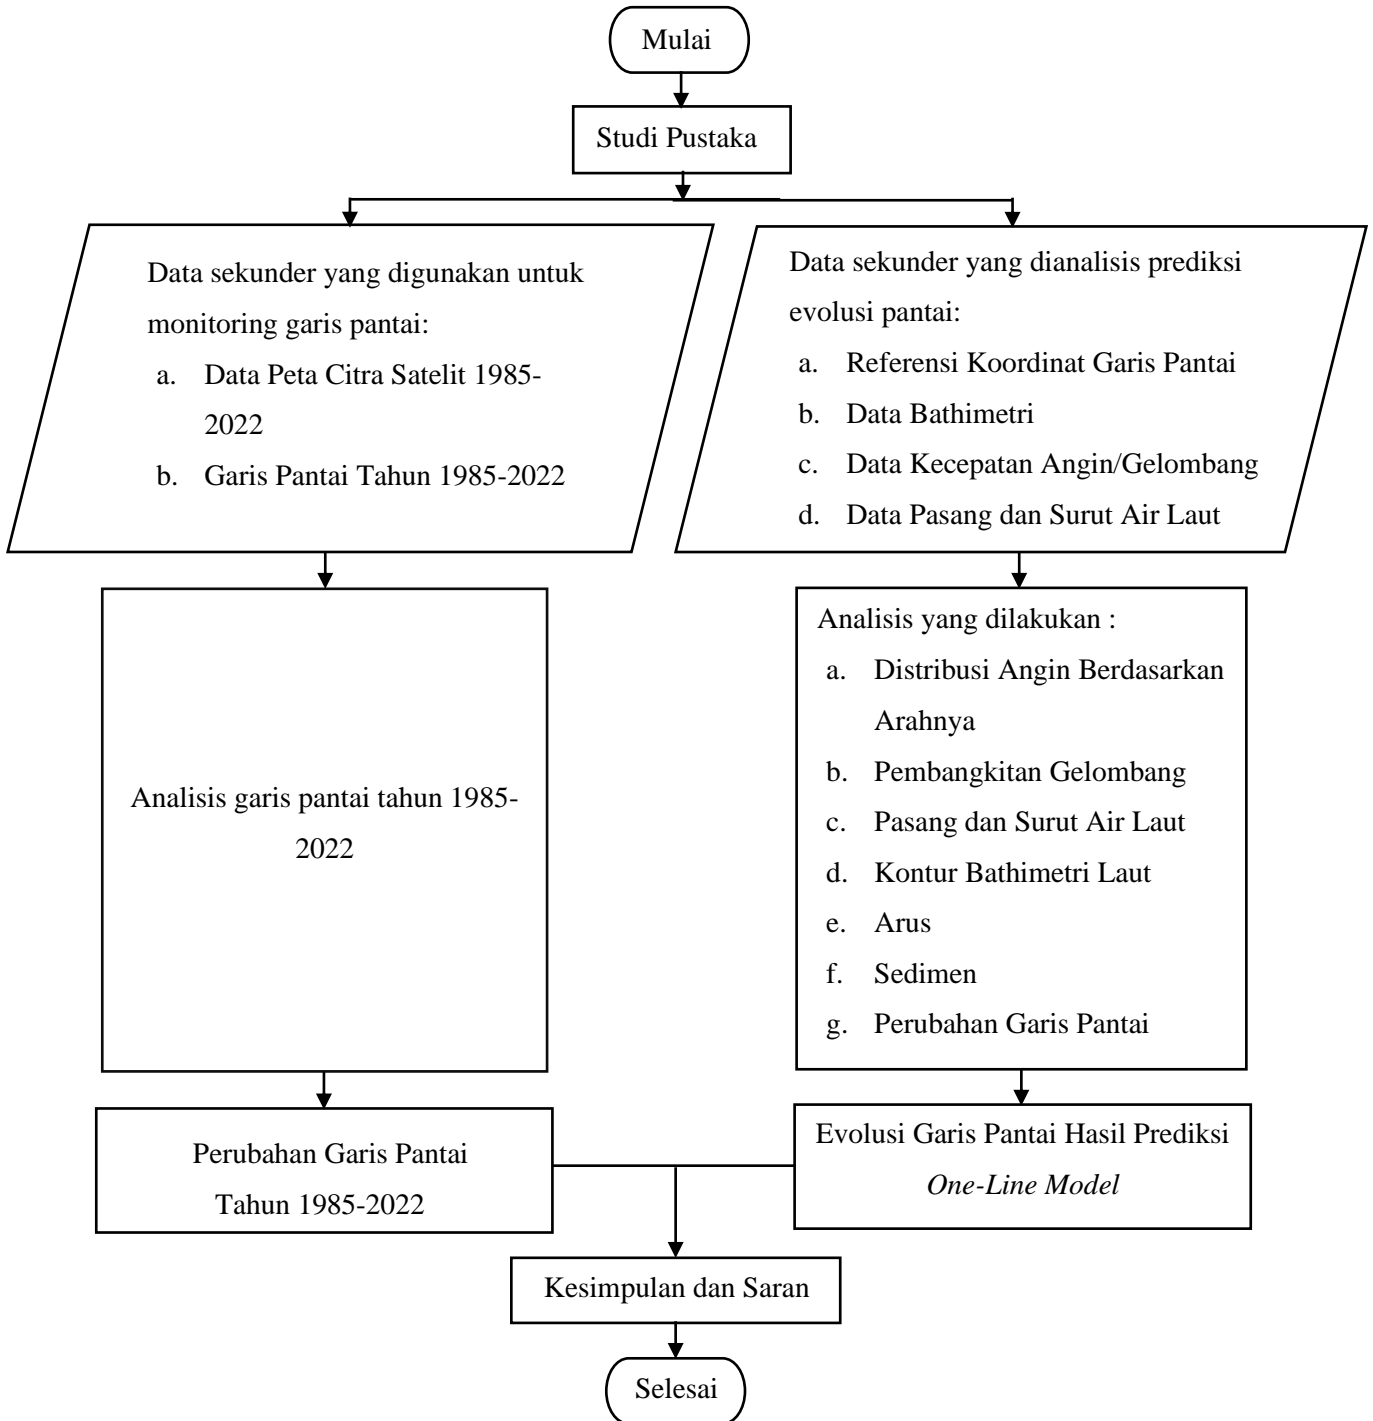 Mulai
Studi Pustaka
Data sekunder yang digunakan untuk
monitoring garis pantai:
a. Data Peta Citra Satelit 1985-
2022
b. Garis Pantai Tahun 1985-2022
Data sekunder yang dianalisis prediksi
evolusi pantai:
a. Referensi Koordinat Garis Pantai
b. Data Bathimetri
c. Data Kecepatan Angin/Gelombang
d. Data Pasang dan Surut Air Laut
Analisis garis pantai tahun 1985-
2022
Analisis yang dilakukan :
a. Distribusi Angin Berdasarkan
Arahnya
b. Pembangkitan Gelombang
c. Pasang dan Surut Air Laut
d. Kontur Bathimetri Laut
e. Arus
f. Sedimen
g. Perubahan Garis Pantai
Perubahan Garis Pantai
Tahun 1985-2022
Evolusi Garis Pantai Hasil Prediksi
One-Line Model
Kesimpulan dan Saran
Selesai